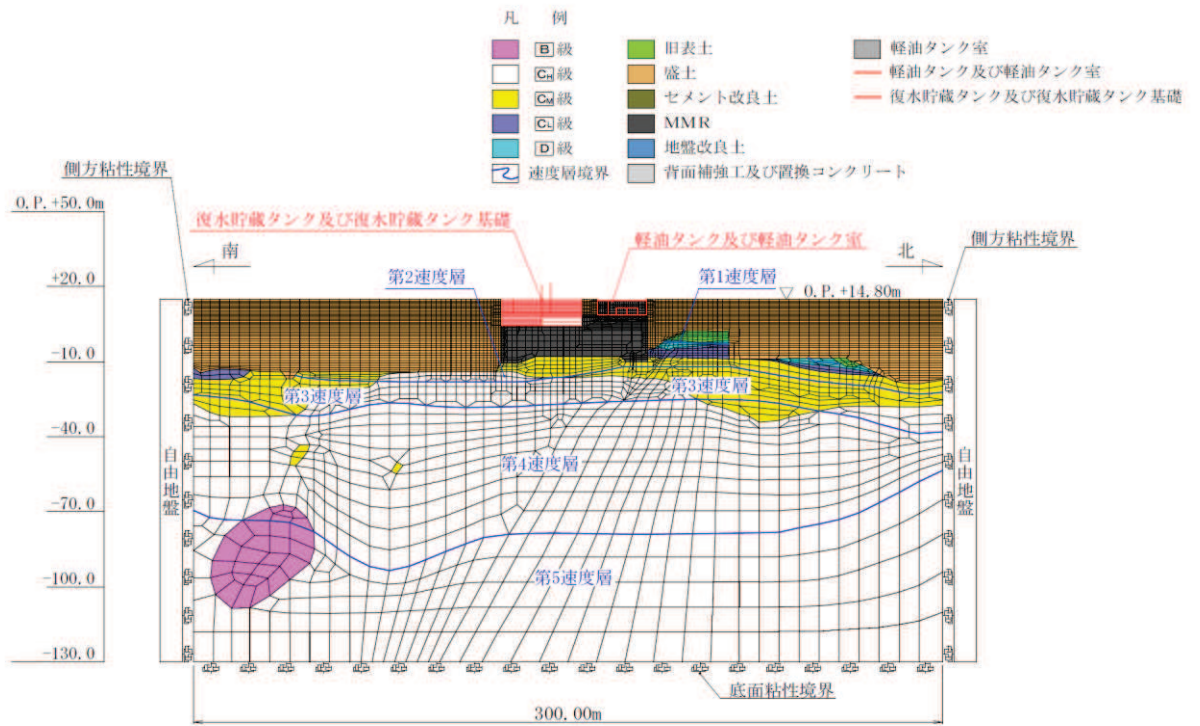 凡 例
B 級
CH 級
CM 級
CL 級
D 級
速度層境界
旧表土
盛土
セメント改良土
MMR
地盤改良土
背面補強工及び置換コンクリート
軽油タンク室
軽油タンク及び軽油タンク室
復水貯蔵タンク及び復水貯蔵タンク基礎
側方粘性境界
O.P.+50.0m
復水貯蔵タンク及び復水貯蔵タンク基礎
軽油タンク及び軽油タンク室
側方粘性境界
南
北
+20.0
第2速度層
第1速度層
O.P.+14.80m
-10.0
第3速度層
第3速度層
-40.0
自由地盤
第4速度層
自由地盤
-70.0
第5速度層
-100.0
-130.0
底面粘性境界
300.00m